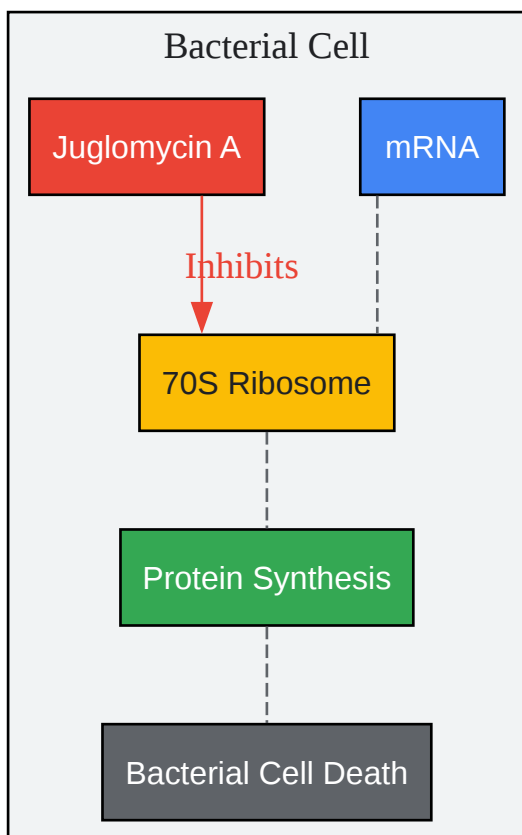 Bacterial Cell
Juglomycin A
mRNA
Inhibits
70S Ribosome
Protein Synthesis
Bacterial Cell Death